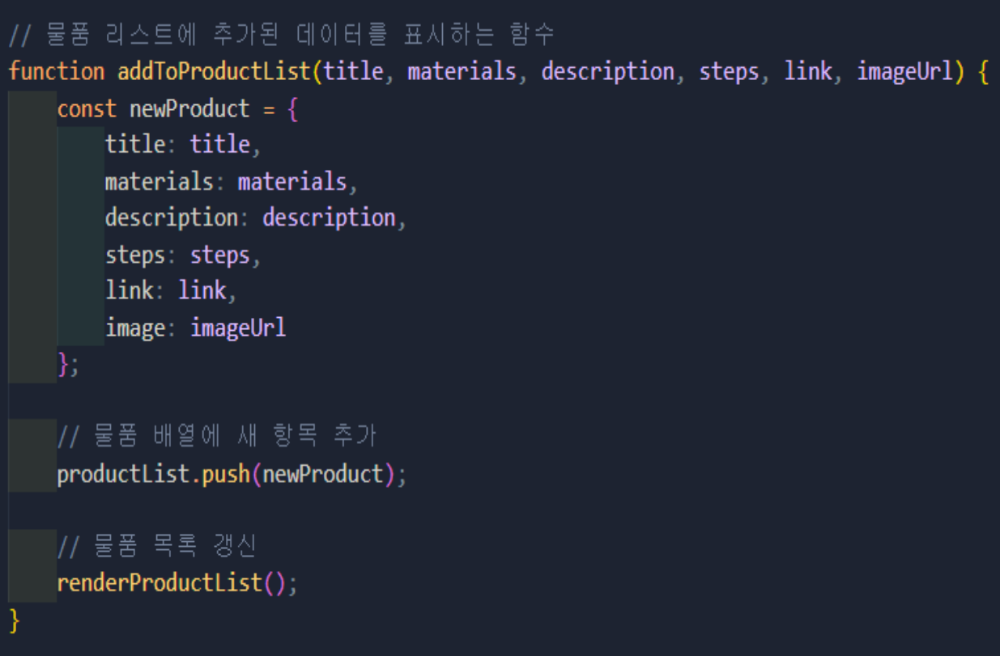 // 물품 리스트에 추가된 데이터를 표시하는 함수
function addToProductList(title, materials, description, steps, link, imageUrl) {
    const newProduct = {
        title: title,
        materials: materials,
        description: description,
        steps: steps,
        link: link,
        image: imageUrl
    };
    // 물품 배열에 새 항목 추가
    productList.push(newProduct);
    // 물품 목록 갱신
    renderProductList();
}